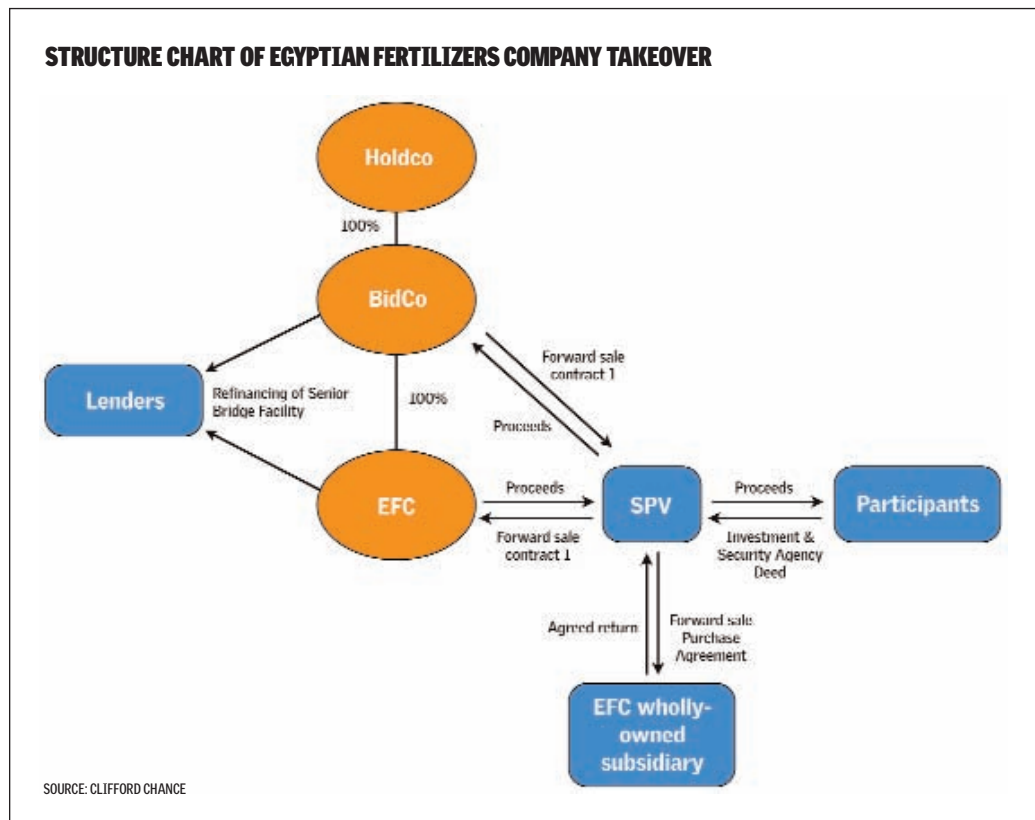 STRUCTURE CHART OF EGYPTIAN FERTILIZERS COMPANY TAKEOVER
Holdco
100%
BidCo
Forward sale
contract 1
Lenders
Refinancing of Senior
Bridge Facility
100%
Proceeds
EFC
Proceeds
SPV
Proceeds
Participants
Forward sale
contract 1
Investment &
Security Agency
Deed
Agreed return
Forward sale
Purchase
Agreement
EFC wholly-
owned
subsidiary
SOURCE: CLIFFORD CHANCE